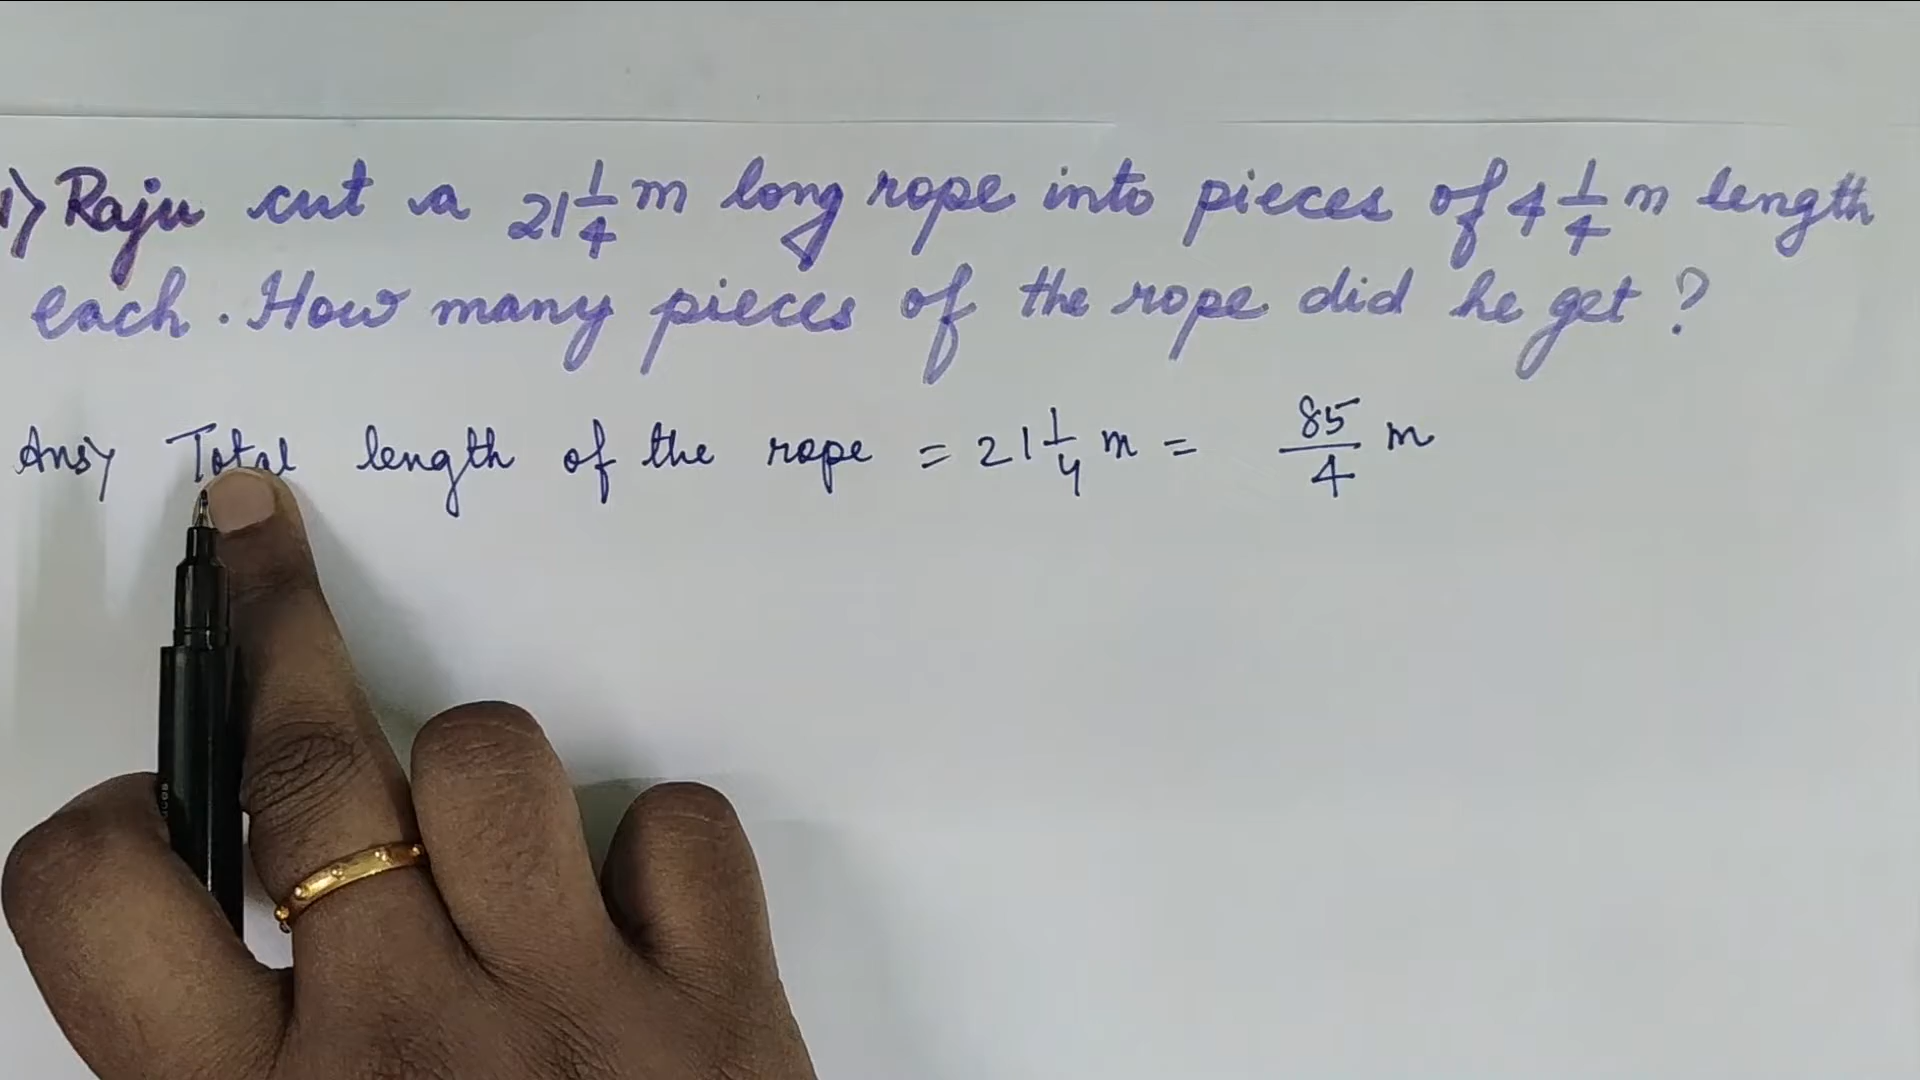 1) Raju cut a 21 1/4 m long rope into pieces of 4 1/4 m length
each. How many pieces of the rope did he get?
Ans) Total length of the rope = 21 1/4 m = 85/4 m